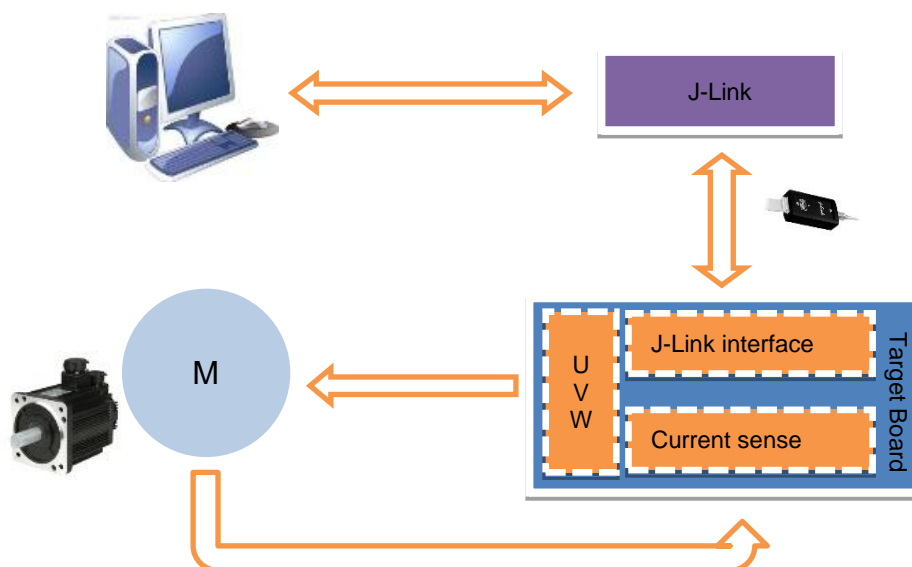 J-Link
J-Link interface
U
V
W
Current sense
Target Board
M